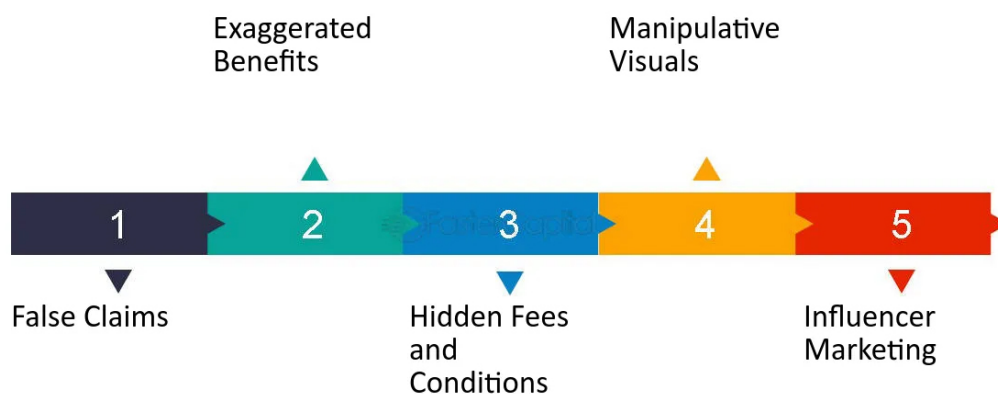 Exaggerated
Benefits
Manipulative
Visuals
1
2
3
4
5
False Claims
Hidden Fees
and
Conditions
Influencer
Marketing